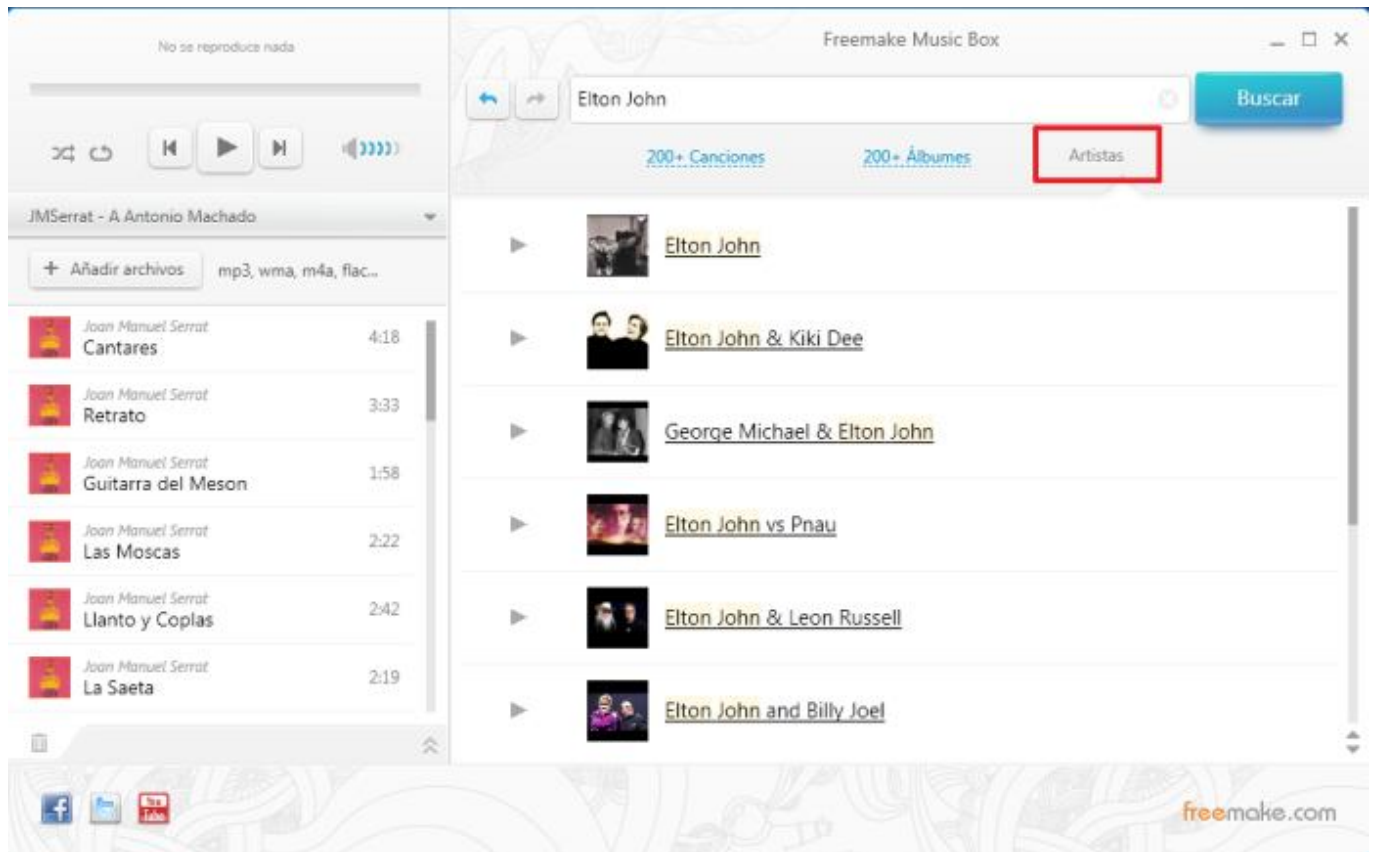 No se reproduce nada
JMSerrat - A Antonio Machado
+ Añadir archivos mp3, wma, m4a, flac...
Joan Manuel Serrat
Cantares
4:18
Joan Manuel Serrat
Retrato
3:33
Joan Manuel Serrat
Guitarra del Meson
1:58
Joan Manuel Serrat
Las Moscas
2:22
Joan Manuel Serrat
Llanto y Coplas
2:42
Joan Manuel Serrat
La Saeta
2:19
Freemake Music Box
Elton John
Buscar
200+ Canciones 200+ Álbumes Artistas
Elton John
Elton John & Kiki Dee
George Michael & Elton John
Elton John vs Pnau
Elton John & Leon Russell
Elton John and Billy Joel
You Tube
freemake.com